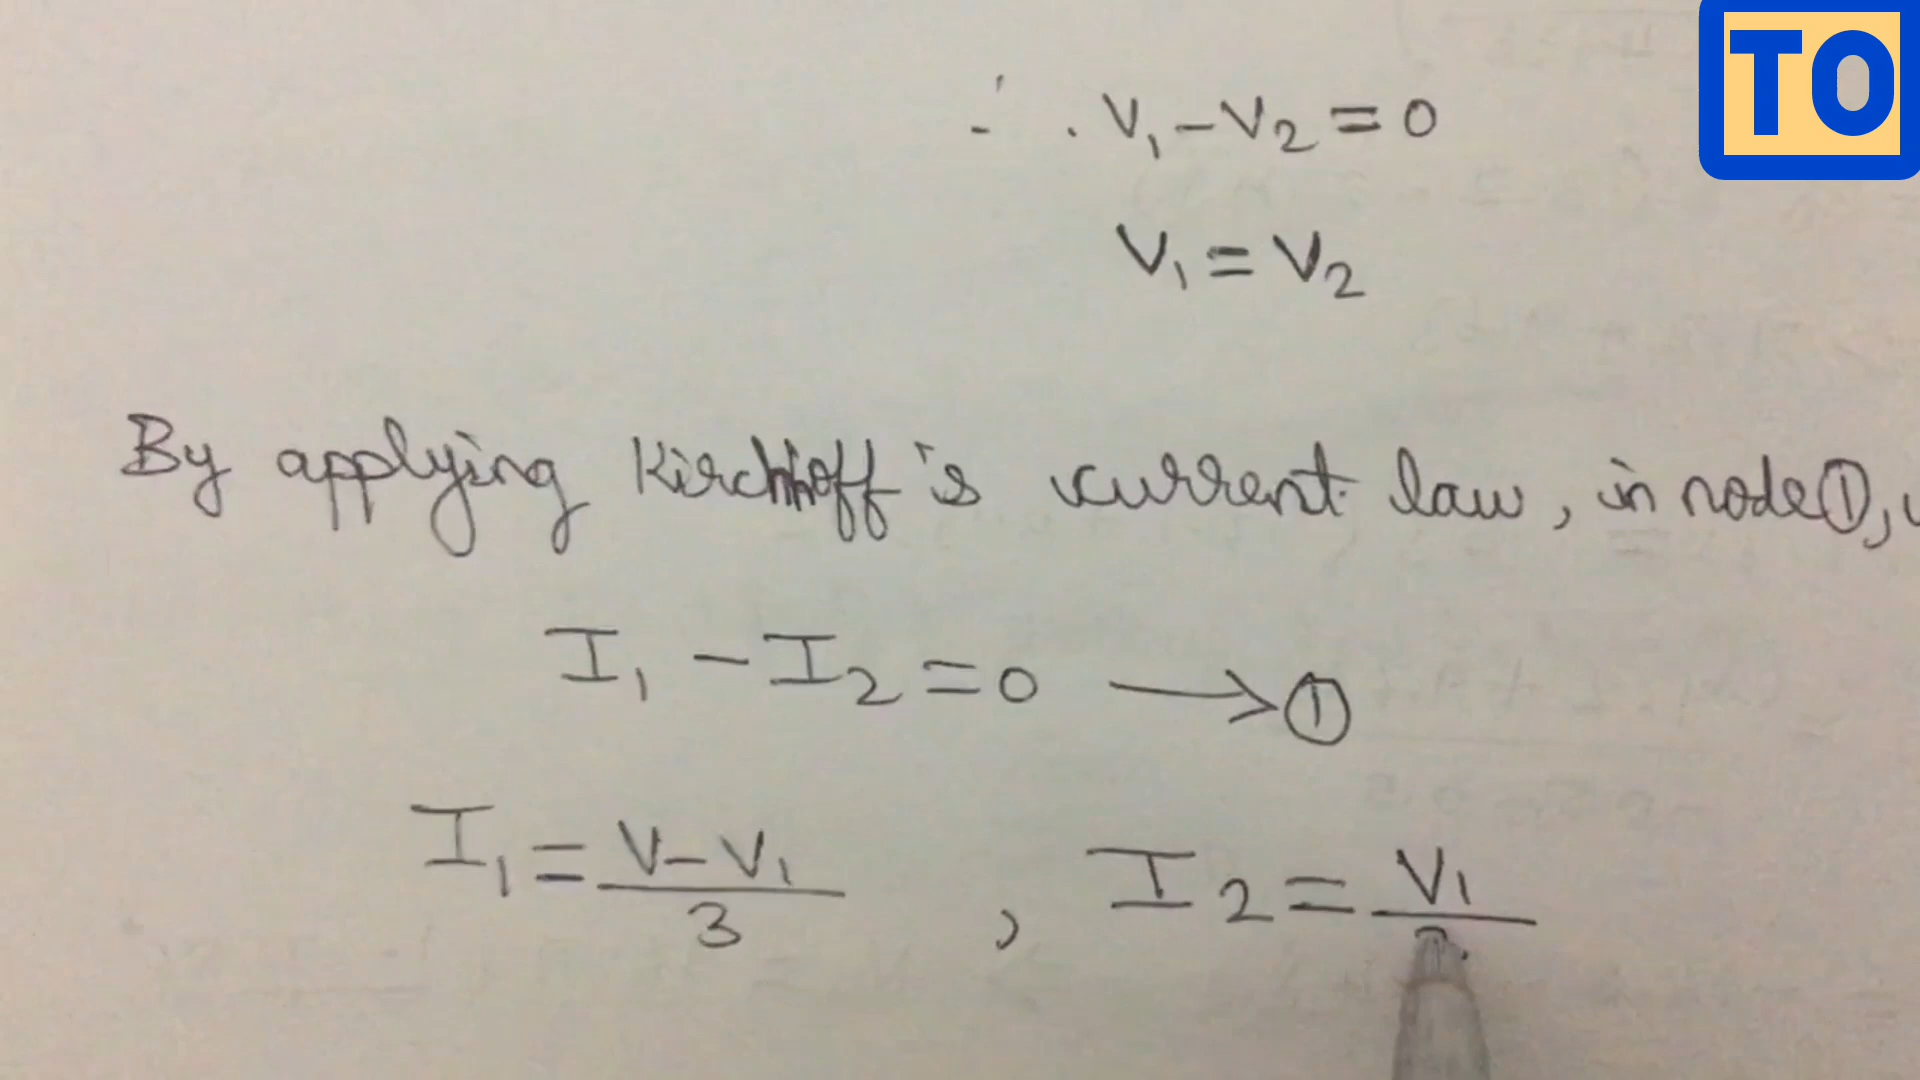 TO
∴ V₁ - V₂ = 0
V₁ = V₂
By applying Kirchhoff's current law, in node ①,
I₁ - I₂ = 0 → ①
I₁ = (V - V₁)/3 , I₂ = V₁/